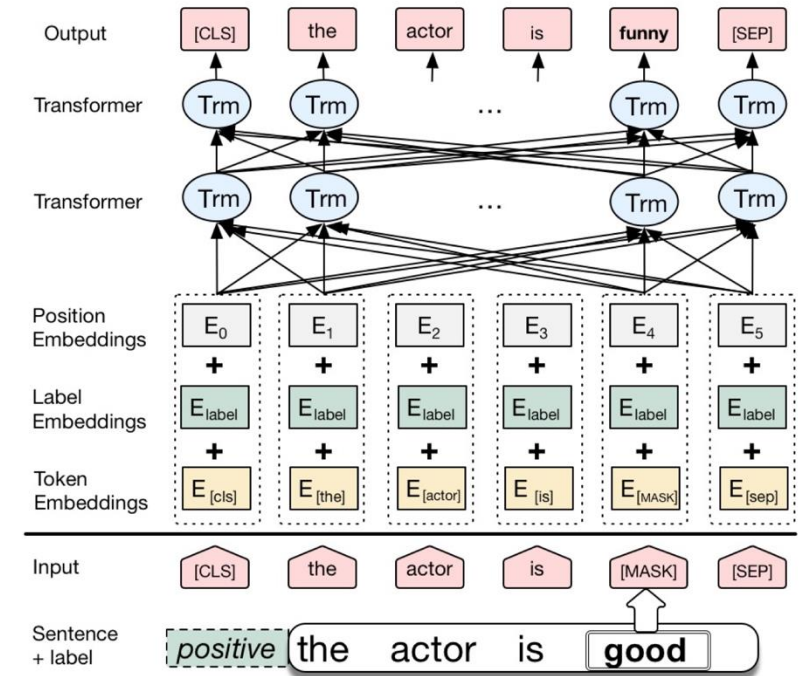 Output [CLS] the actor is funny [SEP]
Transformer Trm Trm ... Trm Trm
Transformer Trm Trm ... Trm Trm
Position Embeddings E0 E1 E2 E3 E4 E5
+ + + + + +
Label Embeddings Elabel Elabel Elabel Elabel Elabel Elabel
+ + + + + +
Token Embeddings E[cls] E[the] E[actor] E[is] E[MASK] E[sep]
Input [CLS] the actor is [MASK] [SEP]
Sentence + label positive the actor is good